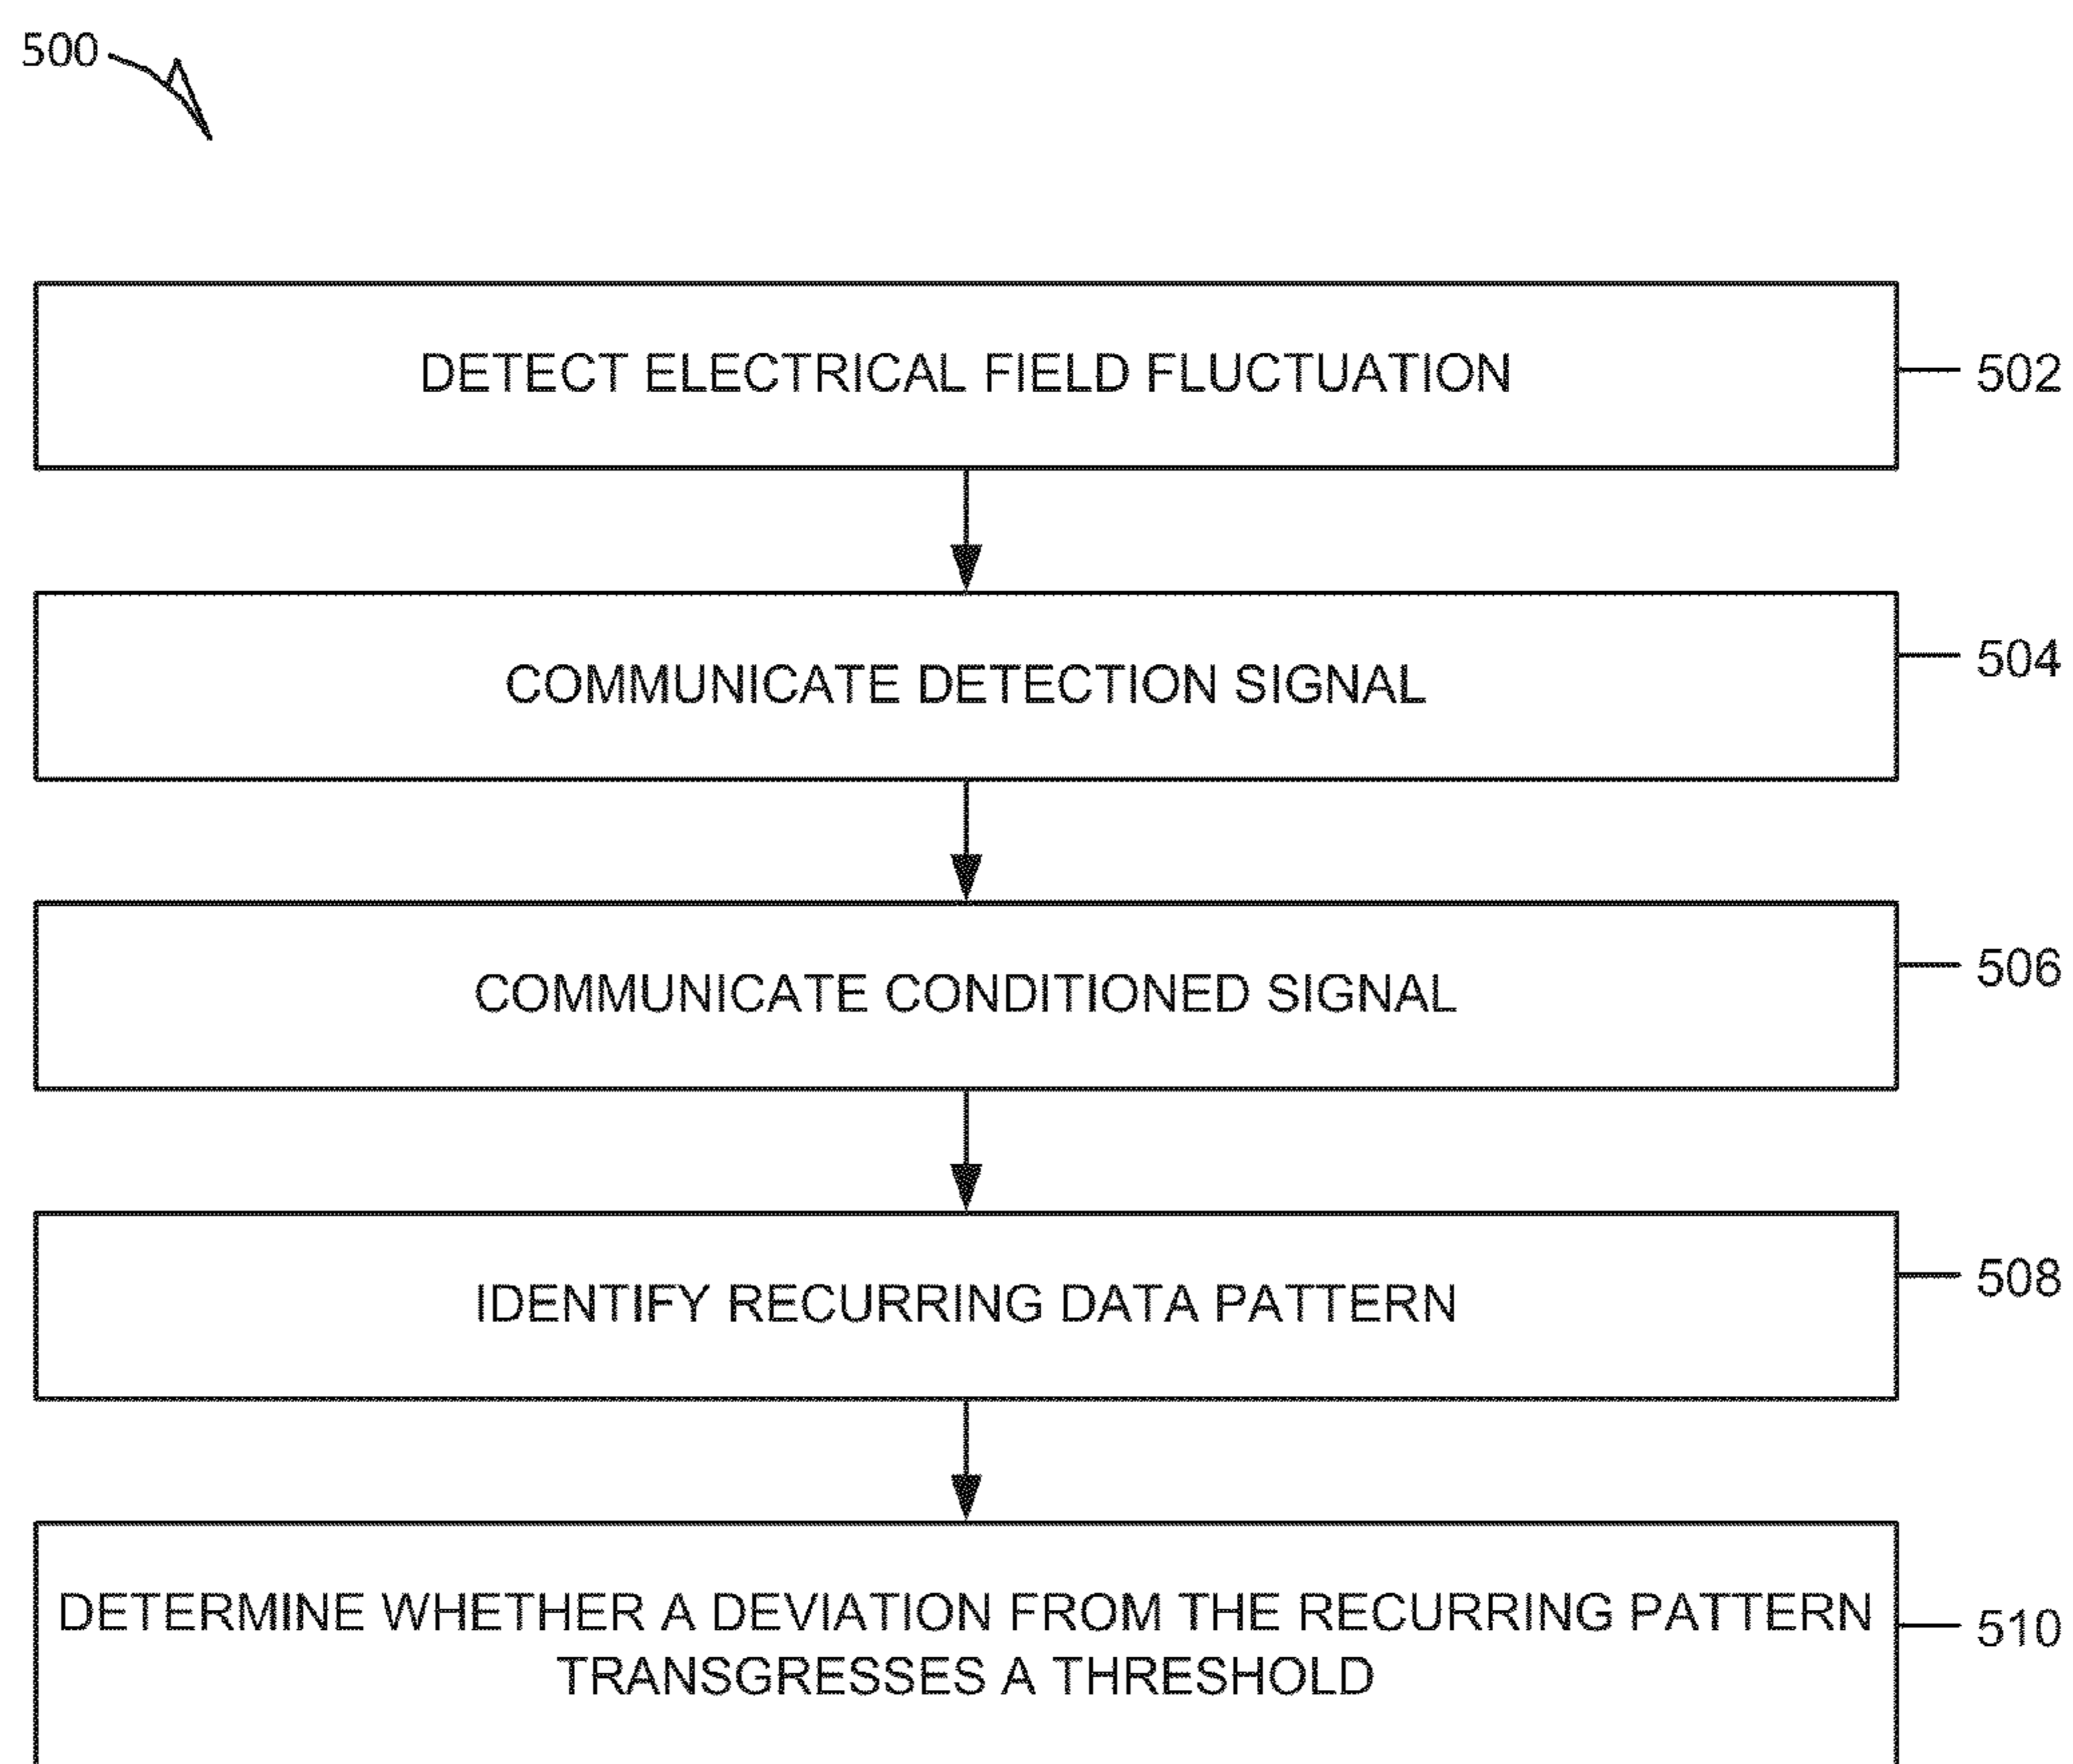 500
DETECT ELECTRICAL FIELD FLUCTUATION
502
COMMUNICATE DETECTION SIGNAL
504
COMMUNICATE CONDITIONED SIGNAL
506
IDENTIFY RECURRING DATA PATTERN
508
DETERMINE WHETHER A DEVIATION FROM THE RECURRING PATTERN
TRANSGRESSES A THRESHOLD
510